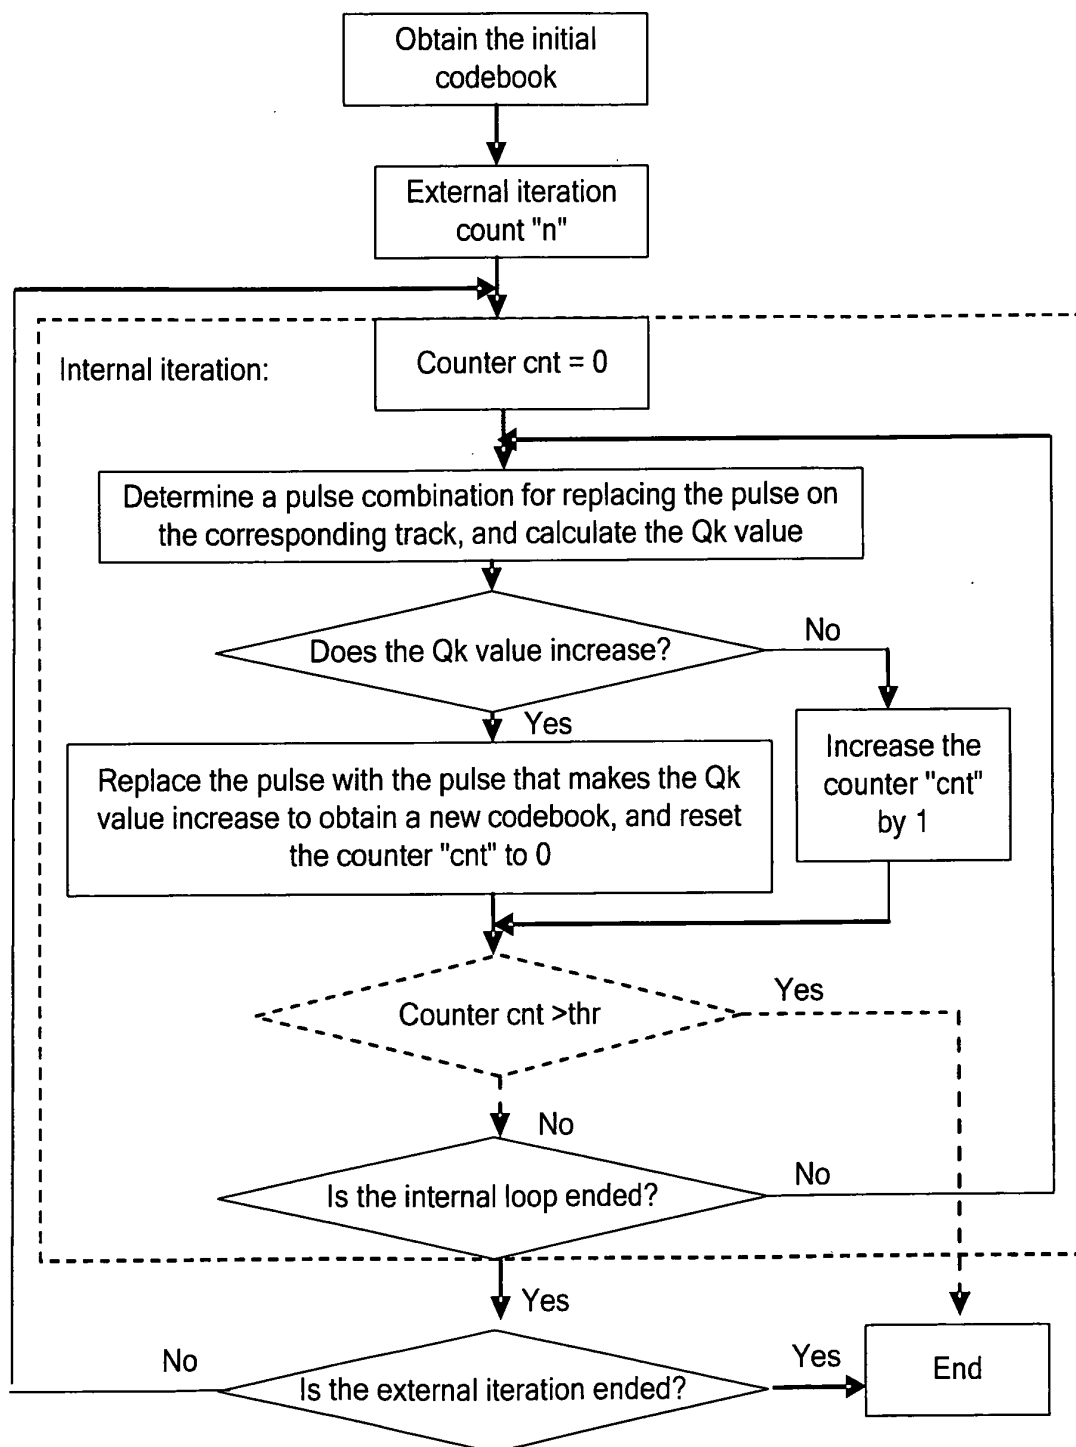 Obtain the initial
codebook
External iteration
count "n"
Internal iteration:
Counter cnt = 0
Determine a pulse combination for replacing the pulse on
the corresponding track, and calculate the Qk value
Does the Qk value increase?
No
Yes
Increase the
counter "cnt"
by 1
Replace the pulse with the pulse that makes the Qk
value increase to obtain a new codebook, and reset
the counter "cnt" to 0
Counter cnt >thr
Yes
No
Is the internal loop ended?
No
Yes
Is the external iteration ended?
No
Yes
End